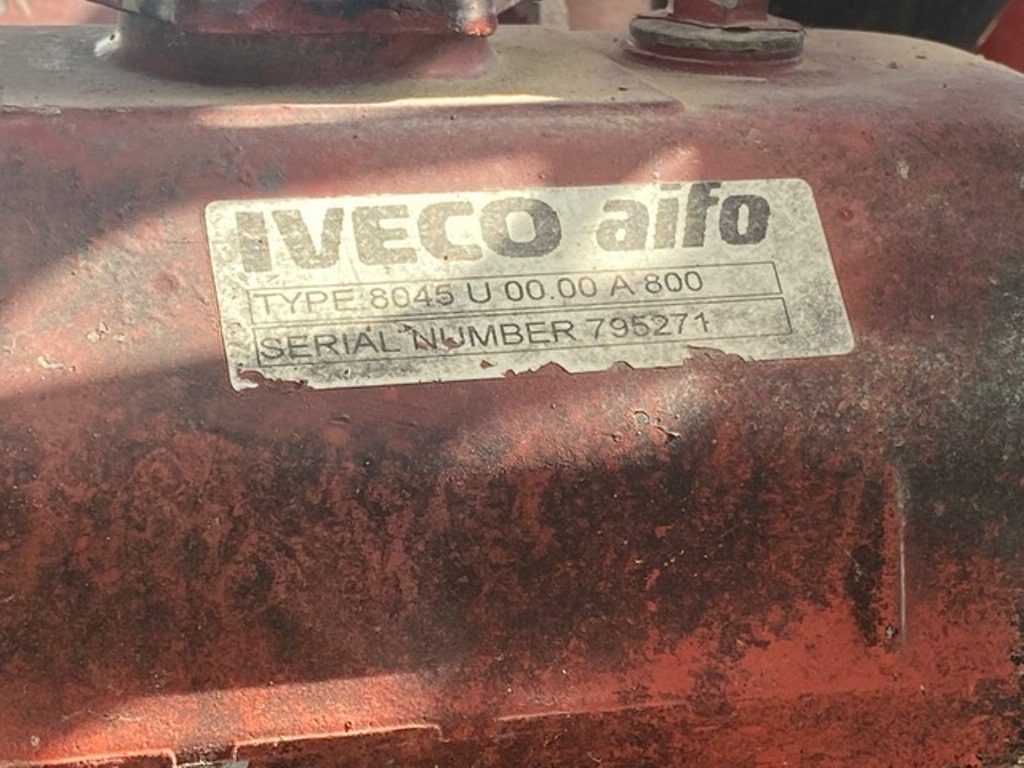 IVECO aifo
TYPE 8045 U 00.00 A 800
SERIAL NUMBER 795271